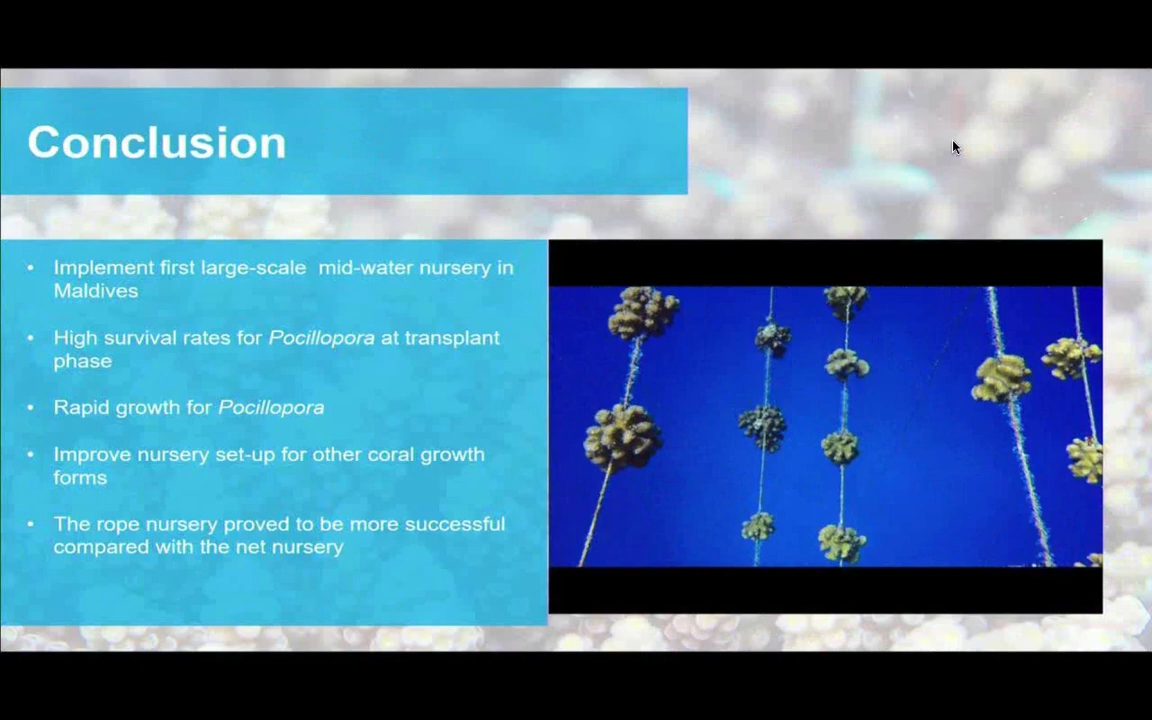 Conclusion
• Implement first large-scale  mid-water nursery in
Maldives
• High survival rates for Pocillopora at transplant
phase
• Rapid growth for Pocillopora
• Improve nursery set-up for other coral growth
forms
• The rope nursery proved to be more successful
compared with the net nursery